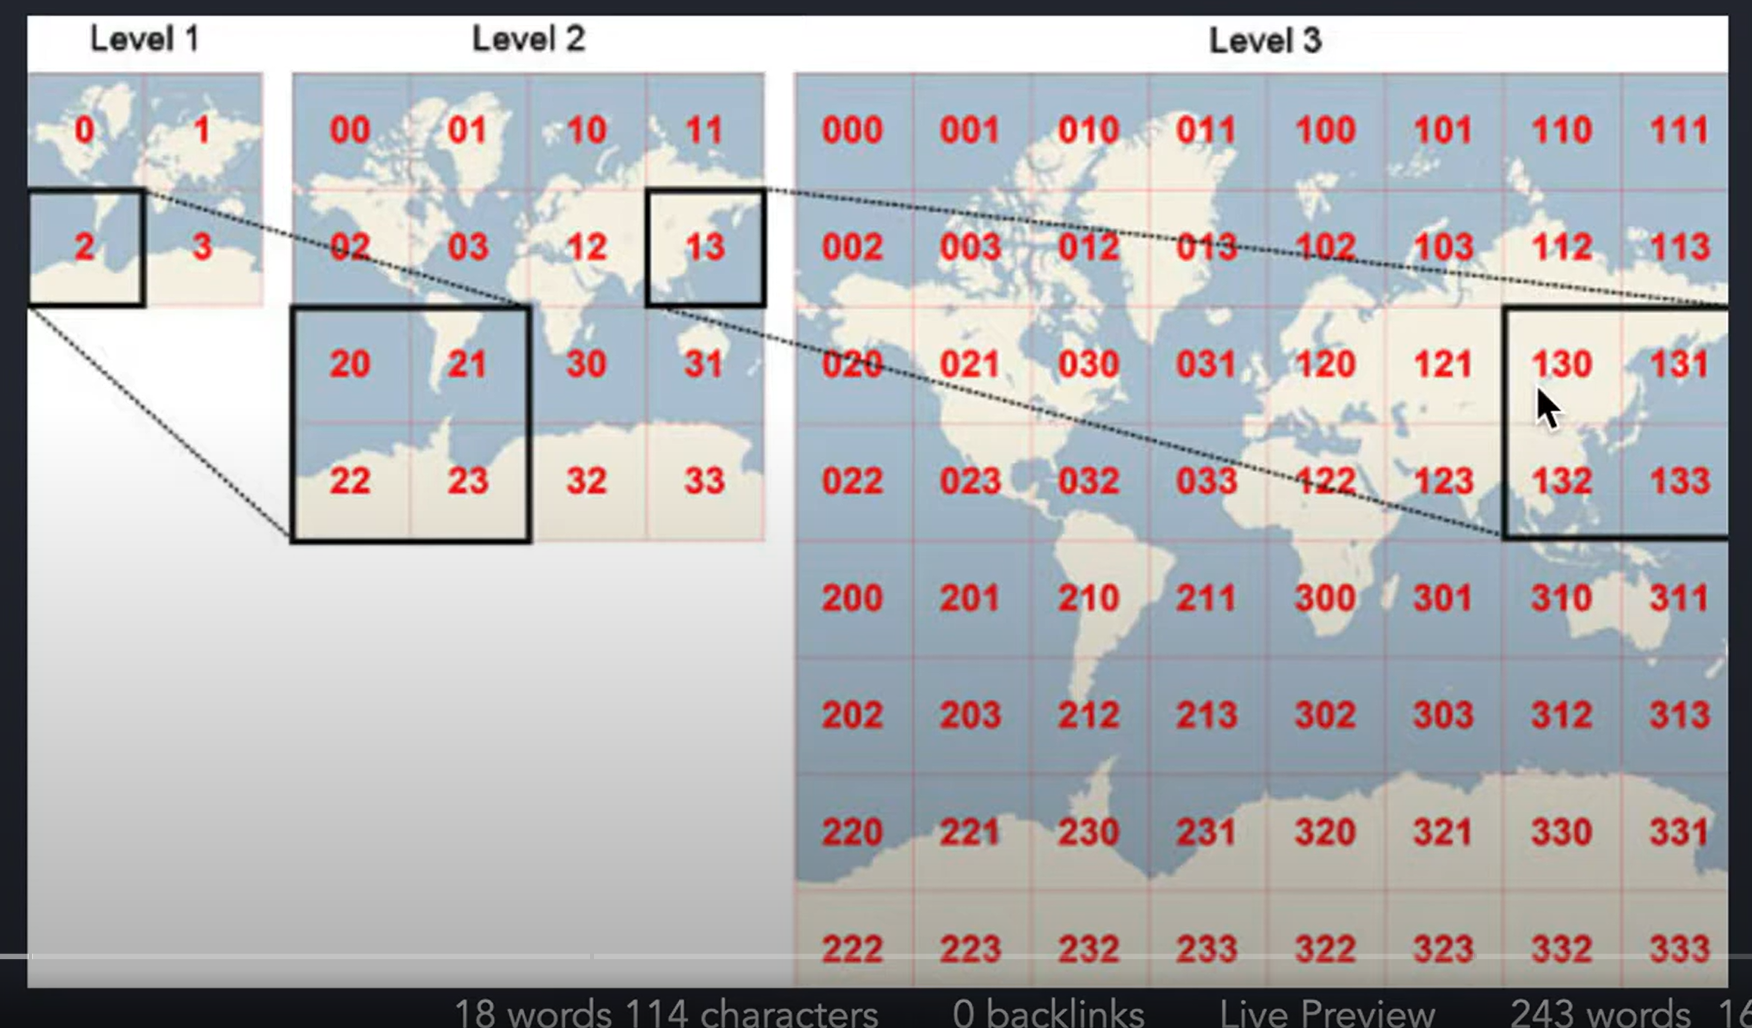 Level 1
Level 2
Level 3
0 1
2 3
00 01 10 11
02 03 12 13
20 21 30 31
22 23 32 33
000 001 010 011 100 101 110 111
002 003 012 013 102 103 112 113
020 021 030 031 120 121 130 131
022 023 032 033 122 123 132 133
200 201 210 211 300 301 310 311
202 203 212 213 302 303 312 313
220 221 230 231 320 321 330 331
222 223 232 233 322 323 332 333
18 words 114 characters 0 backlinks Live Preview 243 words 16